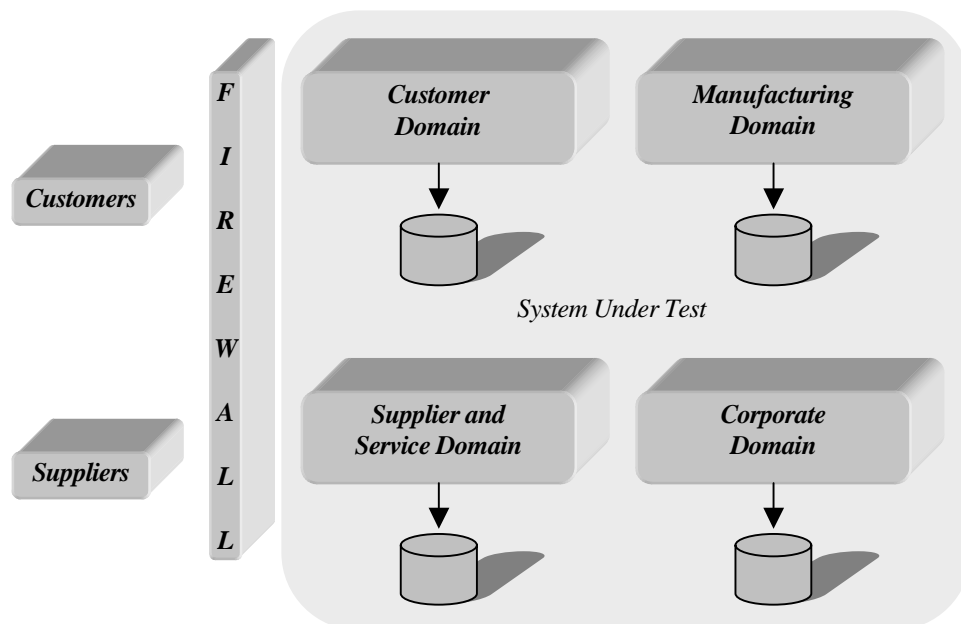 Customers
Suppliers
F
I
R
E
W
A
L
L
Customer
Domain
Manufacturing
Domain
System Under Test
Supplier and
Service Domain
Corporate
Domain